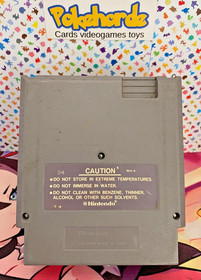 Pokehorde
Cards videogames toys
CAUTION
• DO NOT STORE IN EXTREME TEMPERATURES.
• DO NOT IMMERSE IN WATER.
• DO NOT CLEAN WITH BENZENE, THINNER,
ALCOHOL OR OTHER SUCH SOLVENTS.
Nintendo